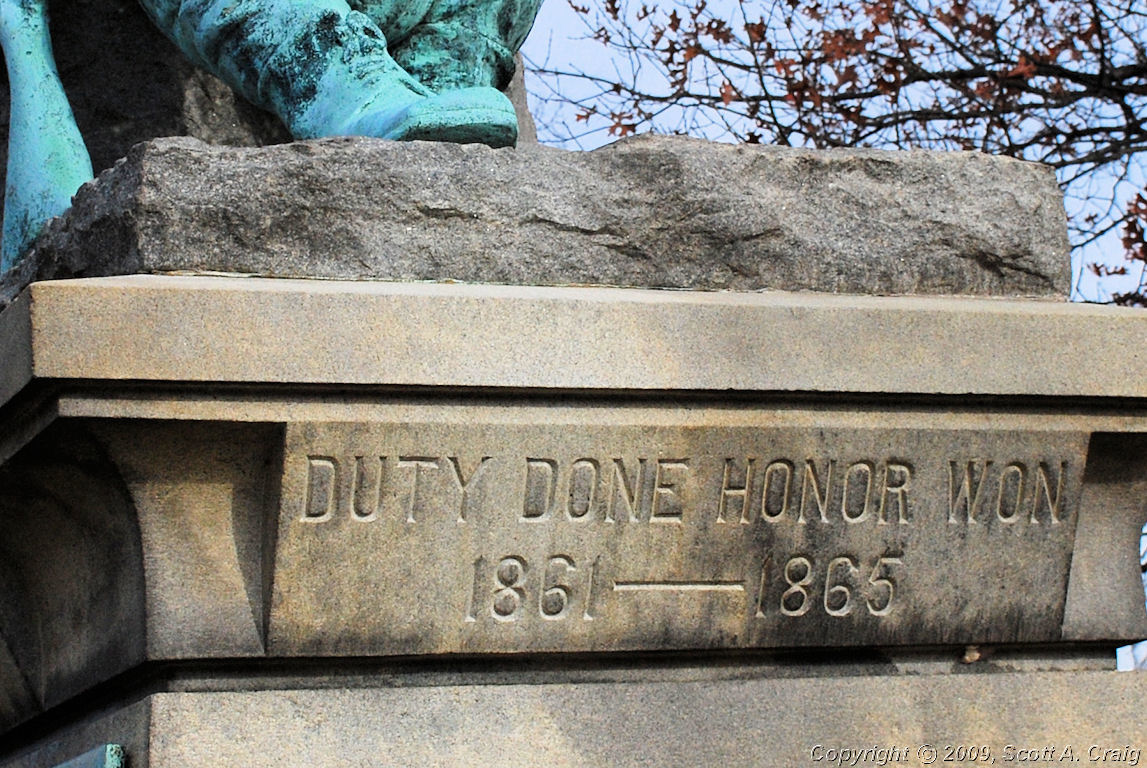 DUTY DONE HONOR WON
1861 — 1865
Copyright © 2009, Scott A. Craig